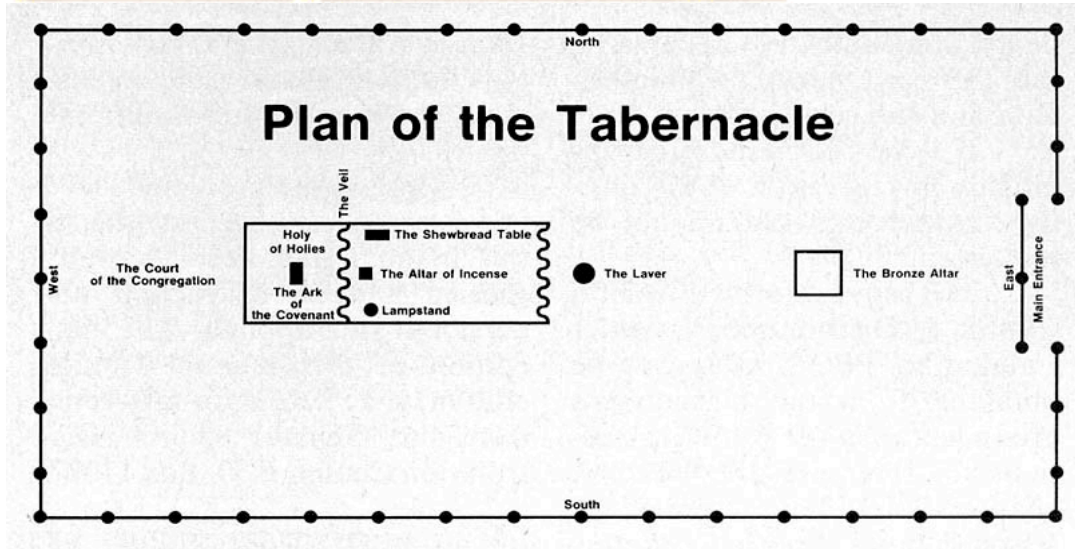 North
Plan of the Tabernacle
The Veil
Holy
of Holies
The Shewbread Table
The Court
of the Congregation
West
The Altar of Incense
The Ark
of
the Covenant
Lampstand
The Laver
The Bronze Altar
East
Main Entrance
South